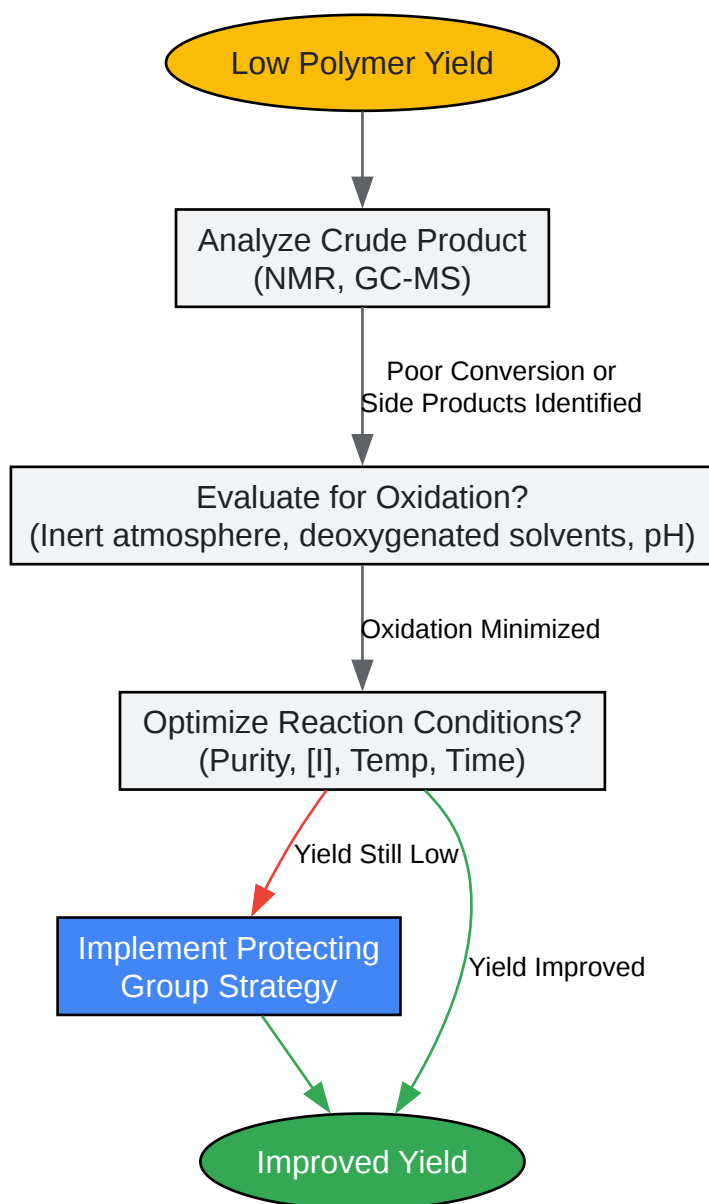 Low Polymer Yield
Analyze Crude Product
(NMR, GC-MS)
Poor Conversion or
Side Products Identified
Evaluate for Oxidation?
(Inert atmosphere, deoxygenated solvents, pH)
Oxidation Minimized
Optimize Reaction Conditions?
(Purity, [I], Temp, Time)
Yield Still Low
Implement Protecting
Group Strategy
Yield Improved
Improved Yield